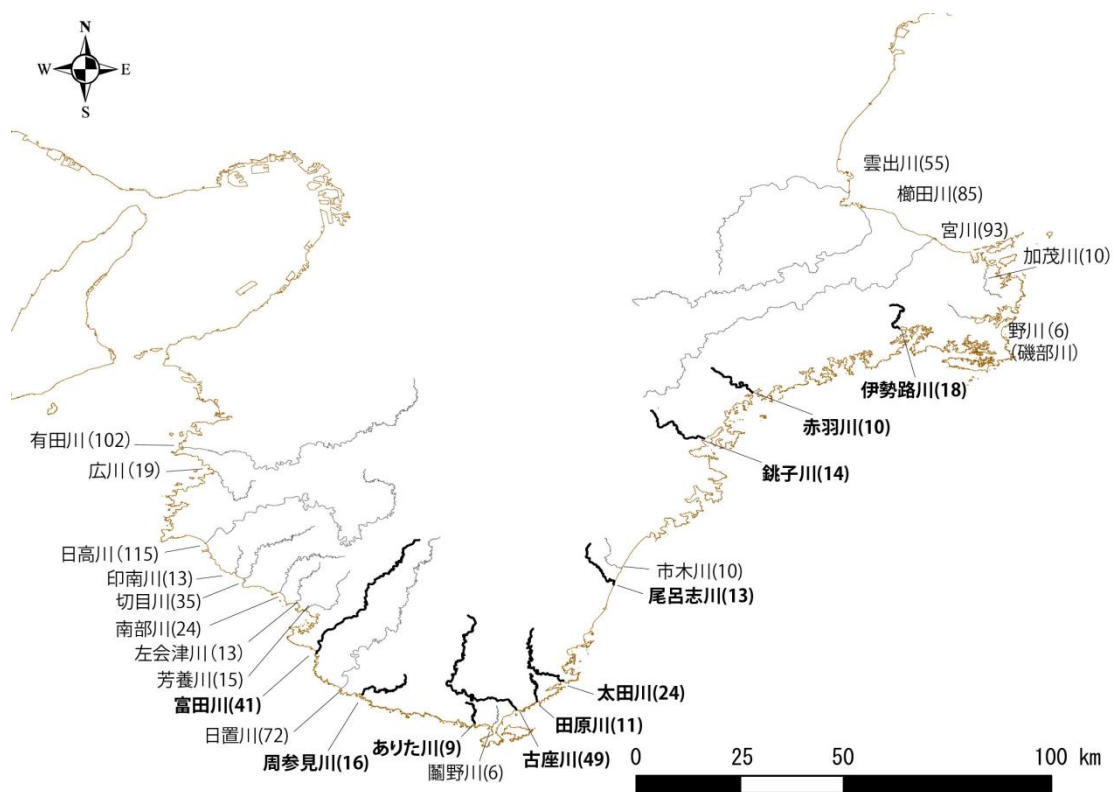 N
W
E
S
雲出川(55)
櫛田川(85)
宮川(93)
加茂川(10)
野川(6)
(磯部川)
伊勢路川(18)
赤羽川(10)
銚子川(14)
有田川(102)
広川(19)
日高川(115)
印南川(13)
切目川(35)
南部川(24)
左会津川(13)
芳養川(15)
富田川(41)
日置川(72)
周参見川(16)
市木川(10)
尾呂志川(13)
太田川(24)
田原川(11)
古座川(49)
ありた川(9)
鬮野川(6)
0 25 50 100 km